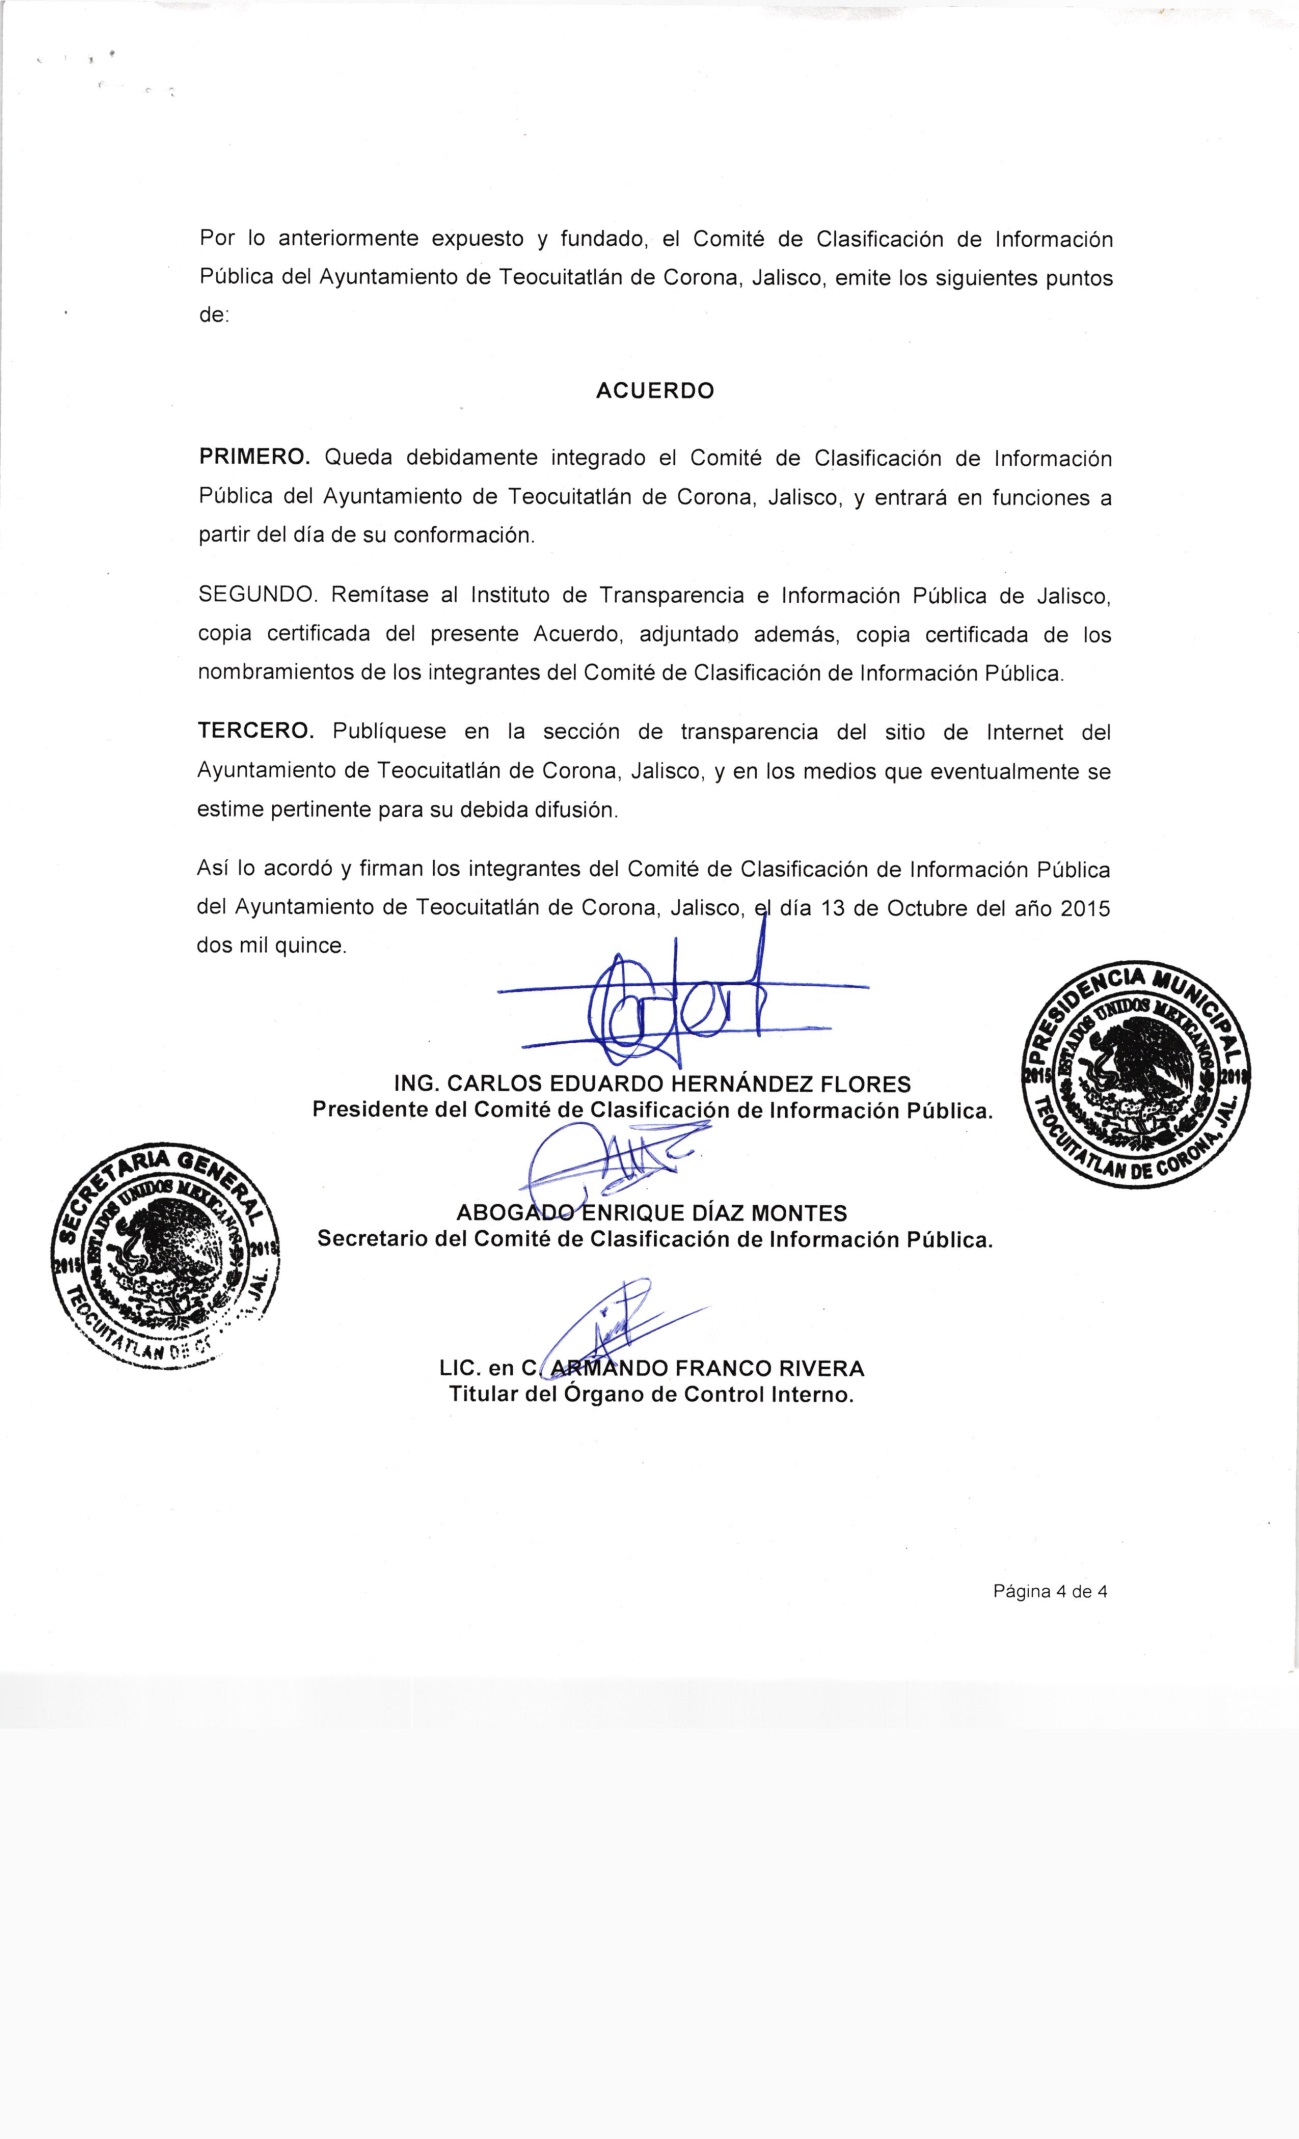 Por lo anteriormente expuesto y fundado, el Comité de Clasificación de Información
Pública del Ayuntamiento de Teocuitatlán de Corona, Jalisco, emite los siguientes puntos
de:
ACUERDO
PRIMERO. Queda debidamente integrado el Comité de Clasificación de Información
Pública del Ayuntamiento de Teocuitatlán de Corona, Jalisco, y entrará en funciones a
partir del día de su conformación.
SEGUNDO. Remítase al Instituto de Transparencia e Información Pública de Jalisco,
copia certificada del presente Acuerdo, adjuntado además, copia certificada de los
nombramientos de los integrantes del Comité de Clasificación de Información Pública.
TERCERO. Publíquese en la sección de transparencia del sitio de Internet del
Ayuntamiento de Teocuitatlán de Corona, Jalisco, y en los medios que eventualmente se
estime pertinente para su debida difusión.
Así lo acordó y firman los integrantes del Comité de Clasificación de Información Pública
del Ayuntamiento de Teocuitatlán de Corona, Jalisco, el día 13 de Octubre del año 2015
dos mil quince.
PRESIDENCIA MUNICIPAL
ESTADOS UNIDOS MEXICANOS
2015 2018
TEOCUITATLAN DE CORONA, JAL.
ING. CARLOS EDUARDO HERNÁNDEZ FLORES
Presidente del Comité de Clasificación de Información Pública.
SECRETARIA GENERAL
ESTADOS UNIDOS MEXICANOS
2015 2018
TEOCUITATLAN DE JAL.
ABOGADO ENRIQUE DÍAZ MONTES
Secretario del Comité de Clasificación de Información Pública.
LIC. en C. ARMANDO FRANCO RIVERA
Titular del Órgano de Control Interno.
Página 4 de 4